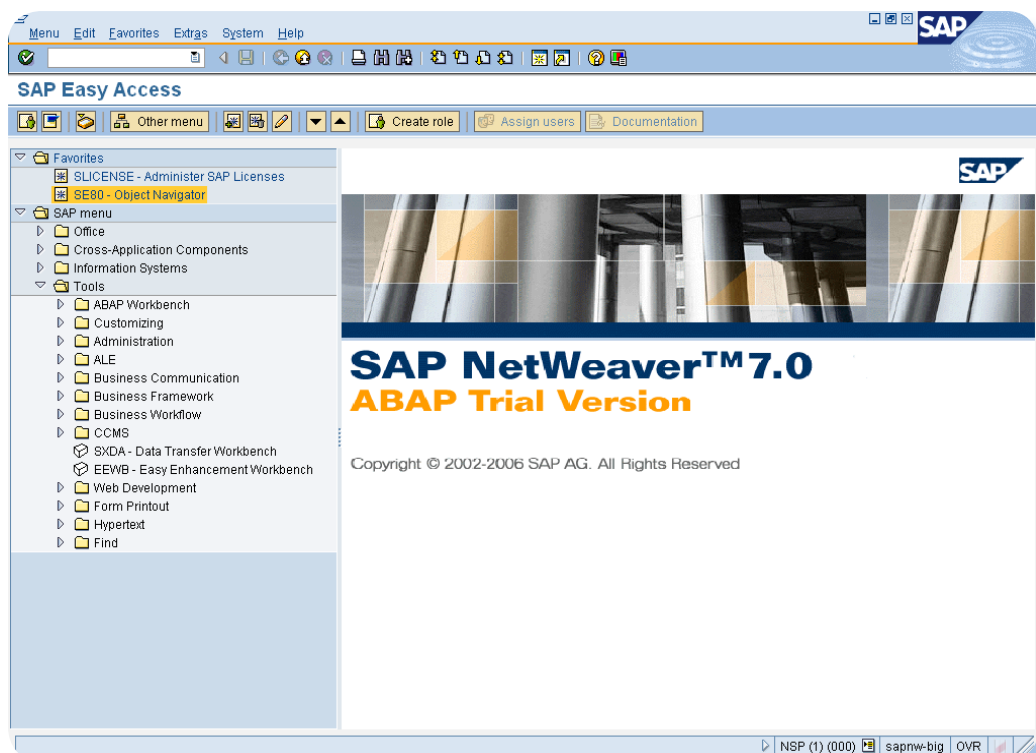 Menu Edit Favorites Extras System Help
SAP
SAP Easy Access
Other menu Create role Assign users Documentation
Favorites
SLICENSE - Administer SAP Licenses
SE80 - Object Navigator
SAP menu
Office
Cross-Application Components
Information Systems
Tools
ABAP Workbench
Customizing
Administration
ALE
Business Communication
Business Framework
Business Workflow
CCMS
SXDA - Data Transfer Workbench
EEWB - Easy Enhancement Workbench
Web Development
Form Printout
Hypertext
Find
SAP
SAP NetWeaver™ 7.0
ABAP Trial Version
Copyright © 2002-2006 SAP AG. All Rights Reserved
NSP (1) (000) sapnw-big OVR